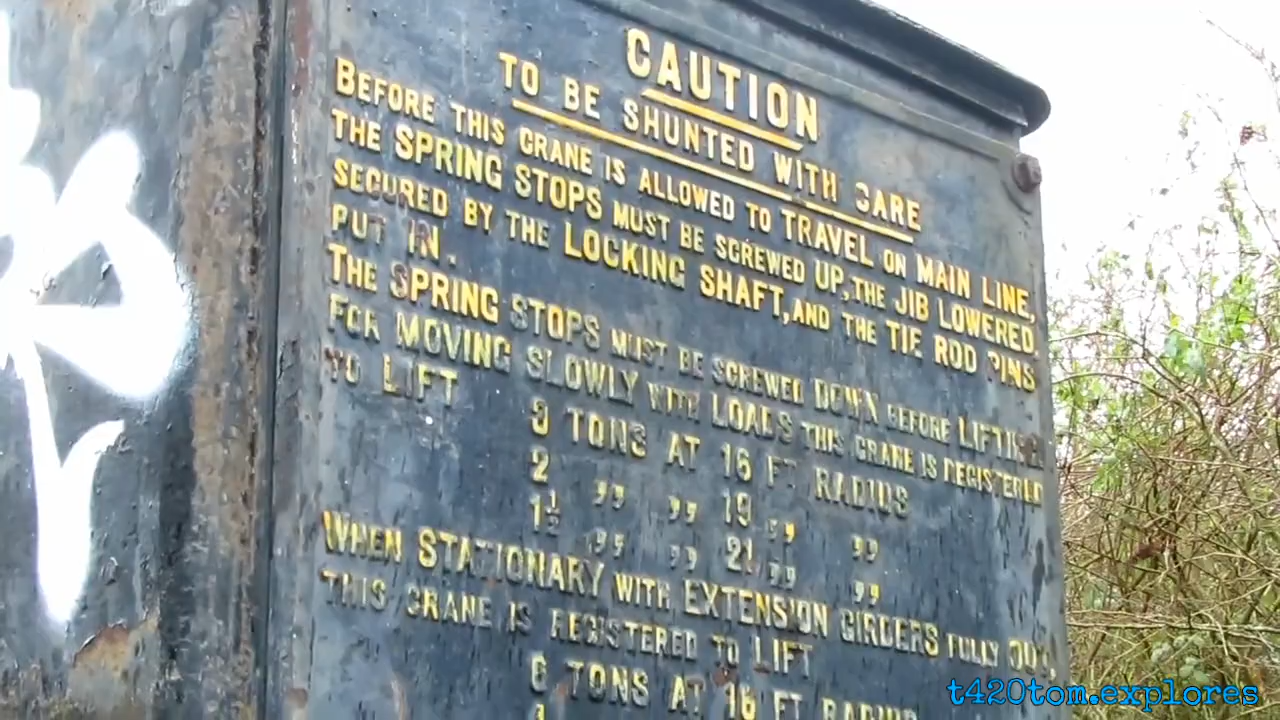 CAUTION
TO BE SHUNTED WITH CARE
BEFORE THIS CRANE IS ALLOWED TO TRAVEL ON MAIN LINE,
THE SPRING STOPS MUST BE SCREWED UP, THE JIB LOWERED,
SECURED BY THE LOCKING SHAFT, AND THE TIE ROD PINS
PUT IN.
THE SPRING STOPS MUST BE SCREWED DOWN BEFORE LIFTING.
FOR MOVING SLOWLY WITH LOADS THIS CRANE IS REGISTERED
TO LIFT
3 TONS AT 16 FT RADIUS
2 " " 19 " "
1½ " " 21 " "
WHEN STATIONARY WITH EXTENSION GIRDERS FULLY OUT,
THIS CRANE IS REGISTERED TO LIFT
6 TONS AT 16 FT RADIUS
t420tom.explores